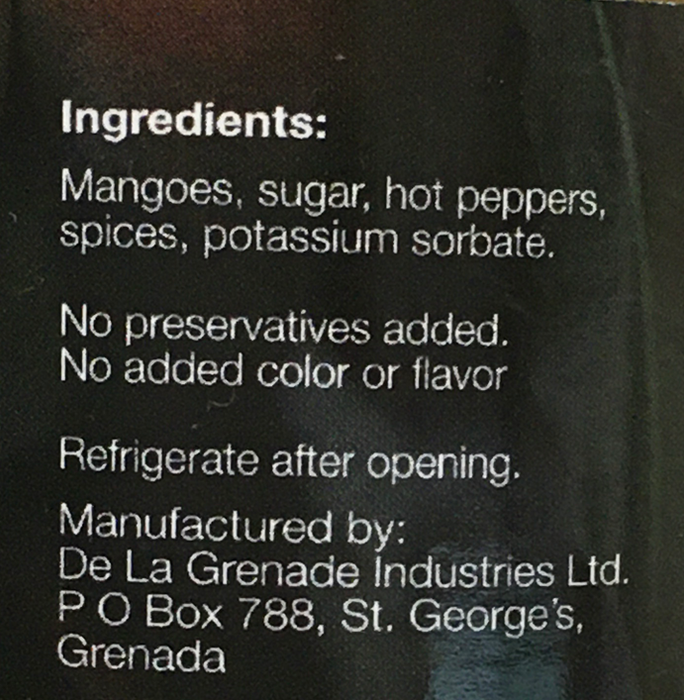 Ingredients:
Mangoes, sugar, hot peppers,
spices, potassium sorbate.
No preservatives added.
No added color or flavor
Refrigerate after opening.
Manufactured by:
De La Grenade Industries Ltd.
P O Box 788, St. George's,
Grenada